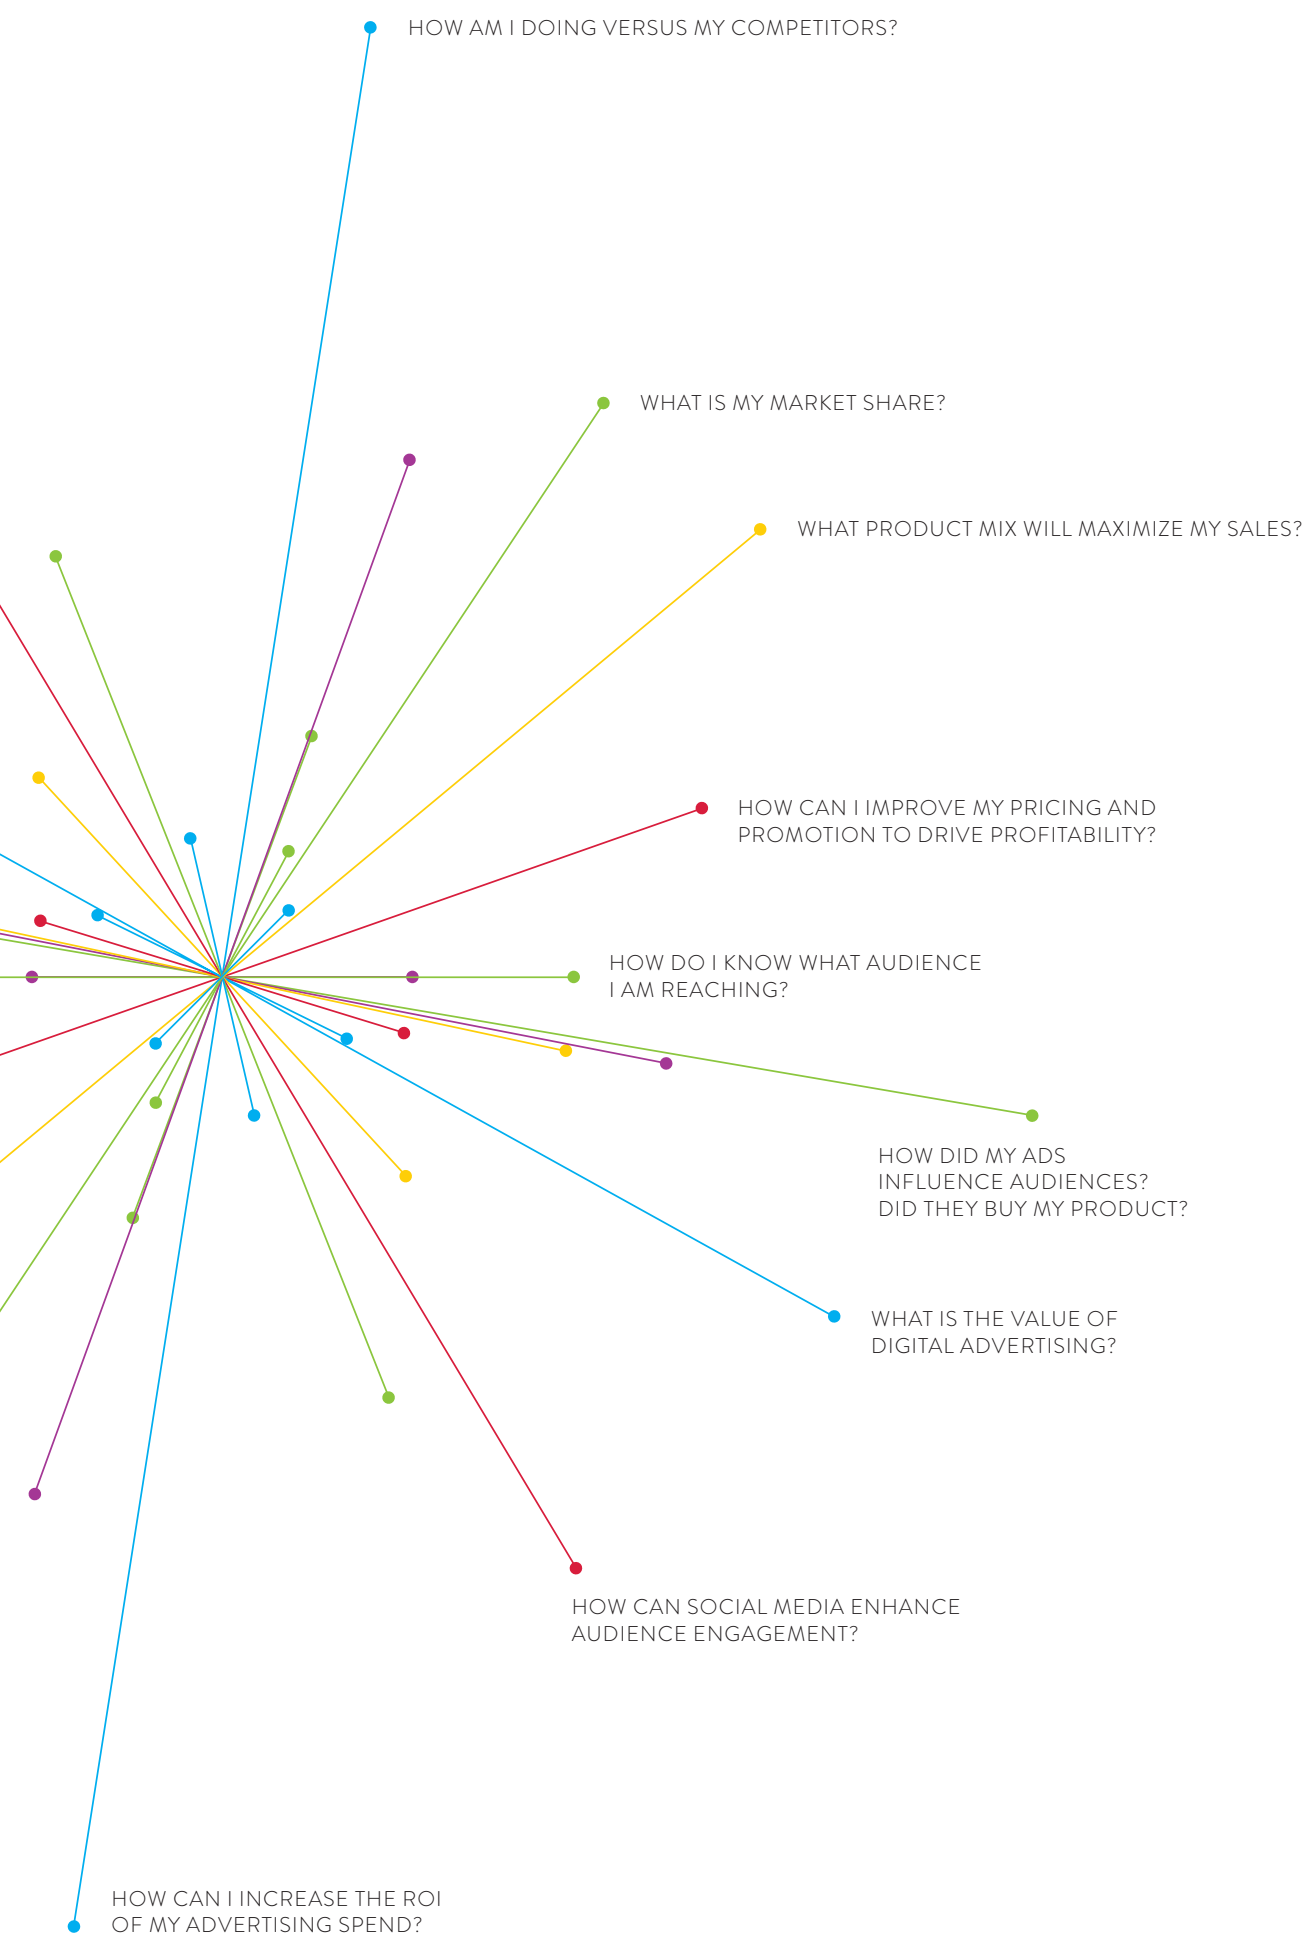 HOW AM I DOING VERSUS MY COMPETITORS?
WHAT IS MY MARKET SHARE?
WHAT PRODUCT MIX WILL MAXIMIZE MY SALES?
HOW CAN I IMPROVE MY PRICING AND
PROMOTION TO DRIVE PROFITABILITY?
HOW DO I KNOW WHAT AUDIENCE
I AM REACHING?
HOW DID MY ADS
INFLUENCE AUDIENCES?
DID THEY BUY MY PRODUCT?
WHAT IS THE VALUE OF
DIGITAL ADVERTISING?
HOW CAN SOCIAL MEDIA ENHANCE
AUDIENCE ENGAGEMENT?
HOW CAN I INCREASE THE ROI
OF MY ADVERTISING SPEND?